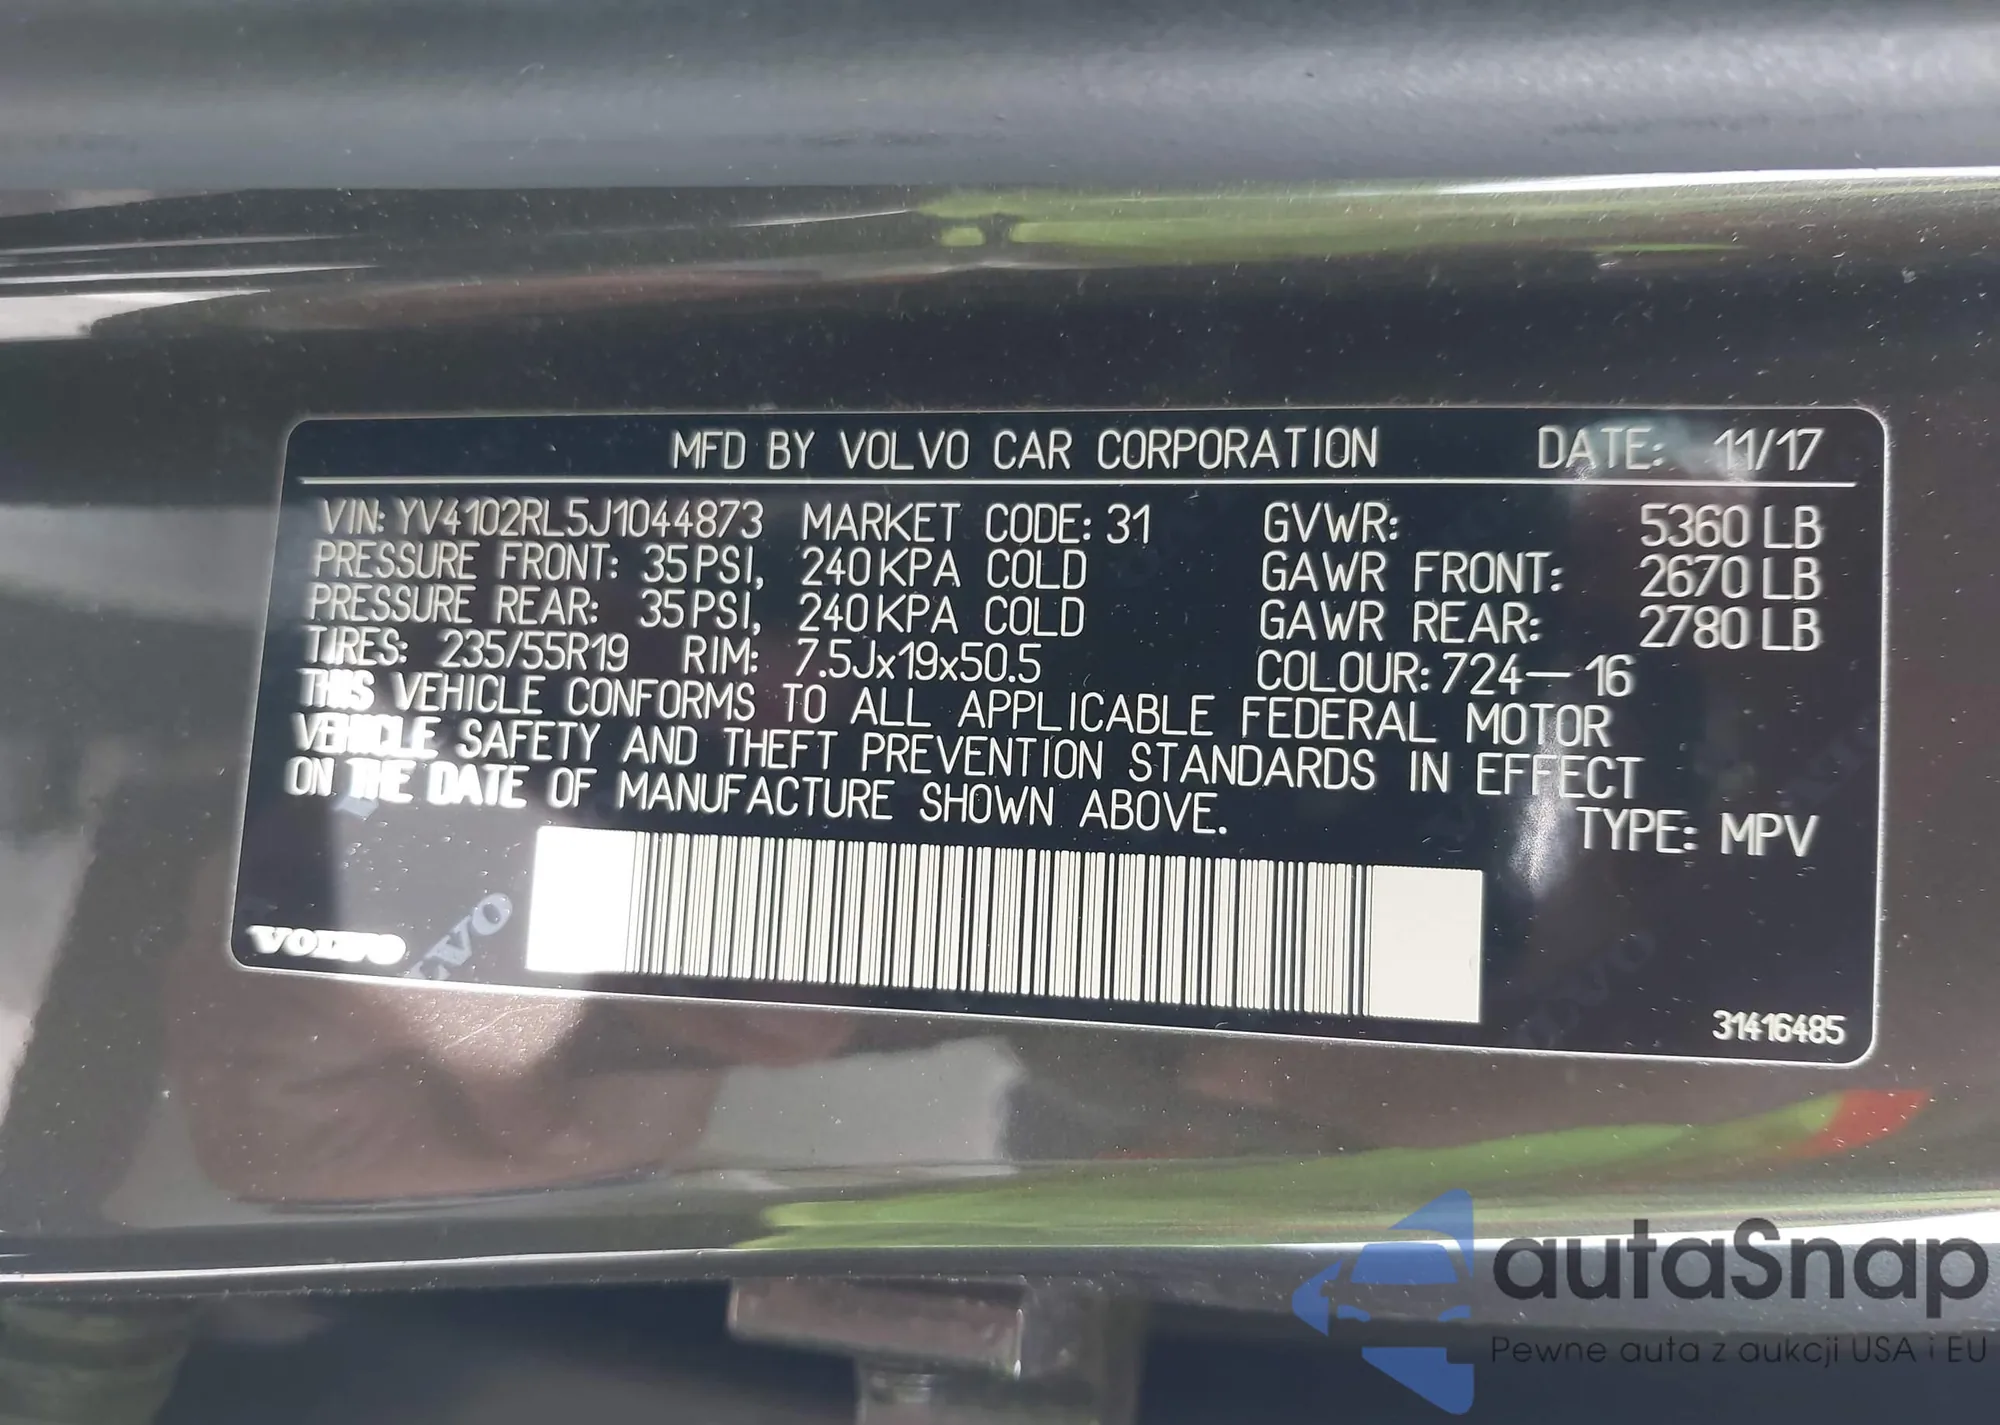 MFD BY VOLVO CAR CORPORATION DATE: 11/17
VIN: YV4102RL5J1044873 MARKET CODE: 31 GVWR: 5360 LB
PRESSURE FRONT: 35 PSI, 240 KPA COLD GAWR FRONT: 2670 LB
PRESSURE REAR: 35 PSI, 240 KPA COLD GAWR REAR: 2780 LB
TIRES: 235/55R19 RIM: 7.5Jx19x50.5 COLOUR: 724-16
THIS VEHICLE CONFORMS TO ALL APPLICABLE FEDERAL MOTOR
VEHICLE SAFETY AND THEFT PREVENTION STANDARDS IN EFFECT
ON THE DATE OF MANUFACTURE SHOWN ABOVE.
TYPE: MPV
VOLVO
31416485
autaSnap
Pewne auta z aukcji USA i EU